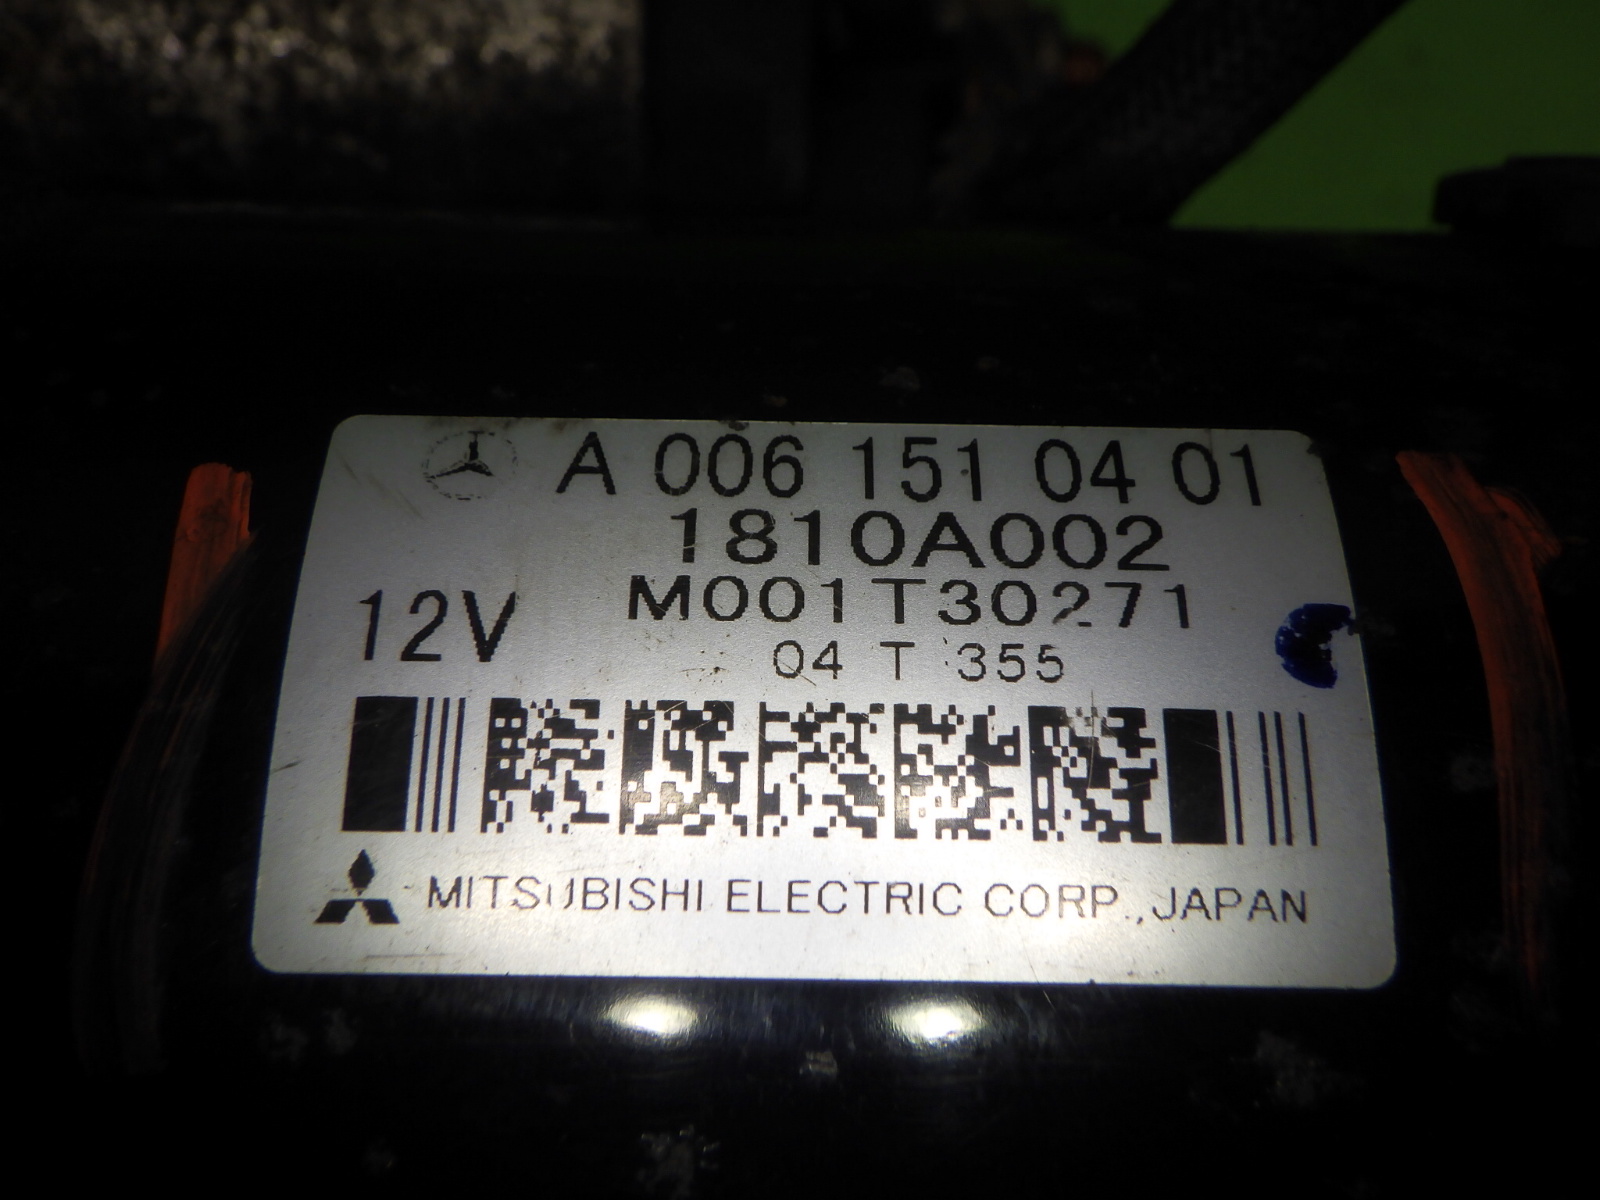 A 006 151 04 01
1810A002
M001T30271
12V
04 T 355
MITSUBISHI ELECTRIC CORP., JAPAN